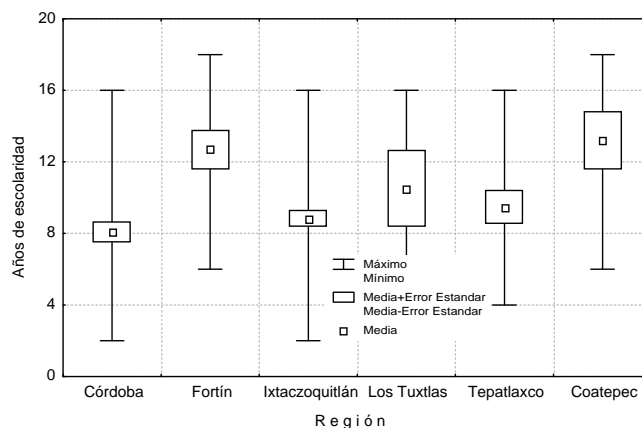 Años de escolaridad
20
16
12
8
4
0
Máximo
Mínimo
Media+Error Estandar
Media-Error Estandar
Media
Córdoba Fortín Ixtaczoquitlán Los Tuxtlas Tepatlaxco Coatepec
Región